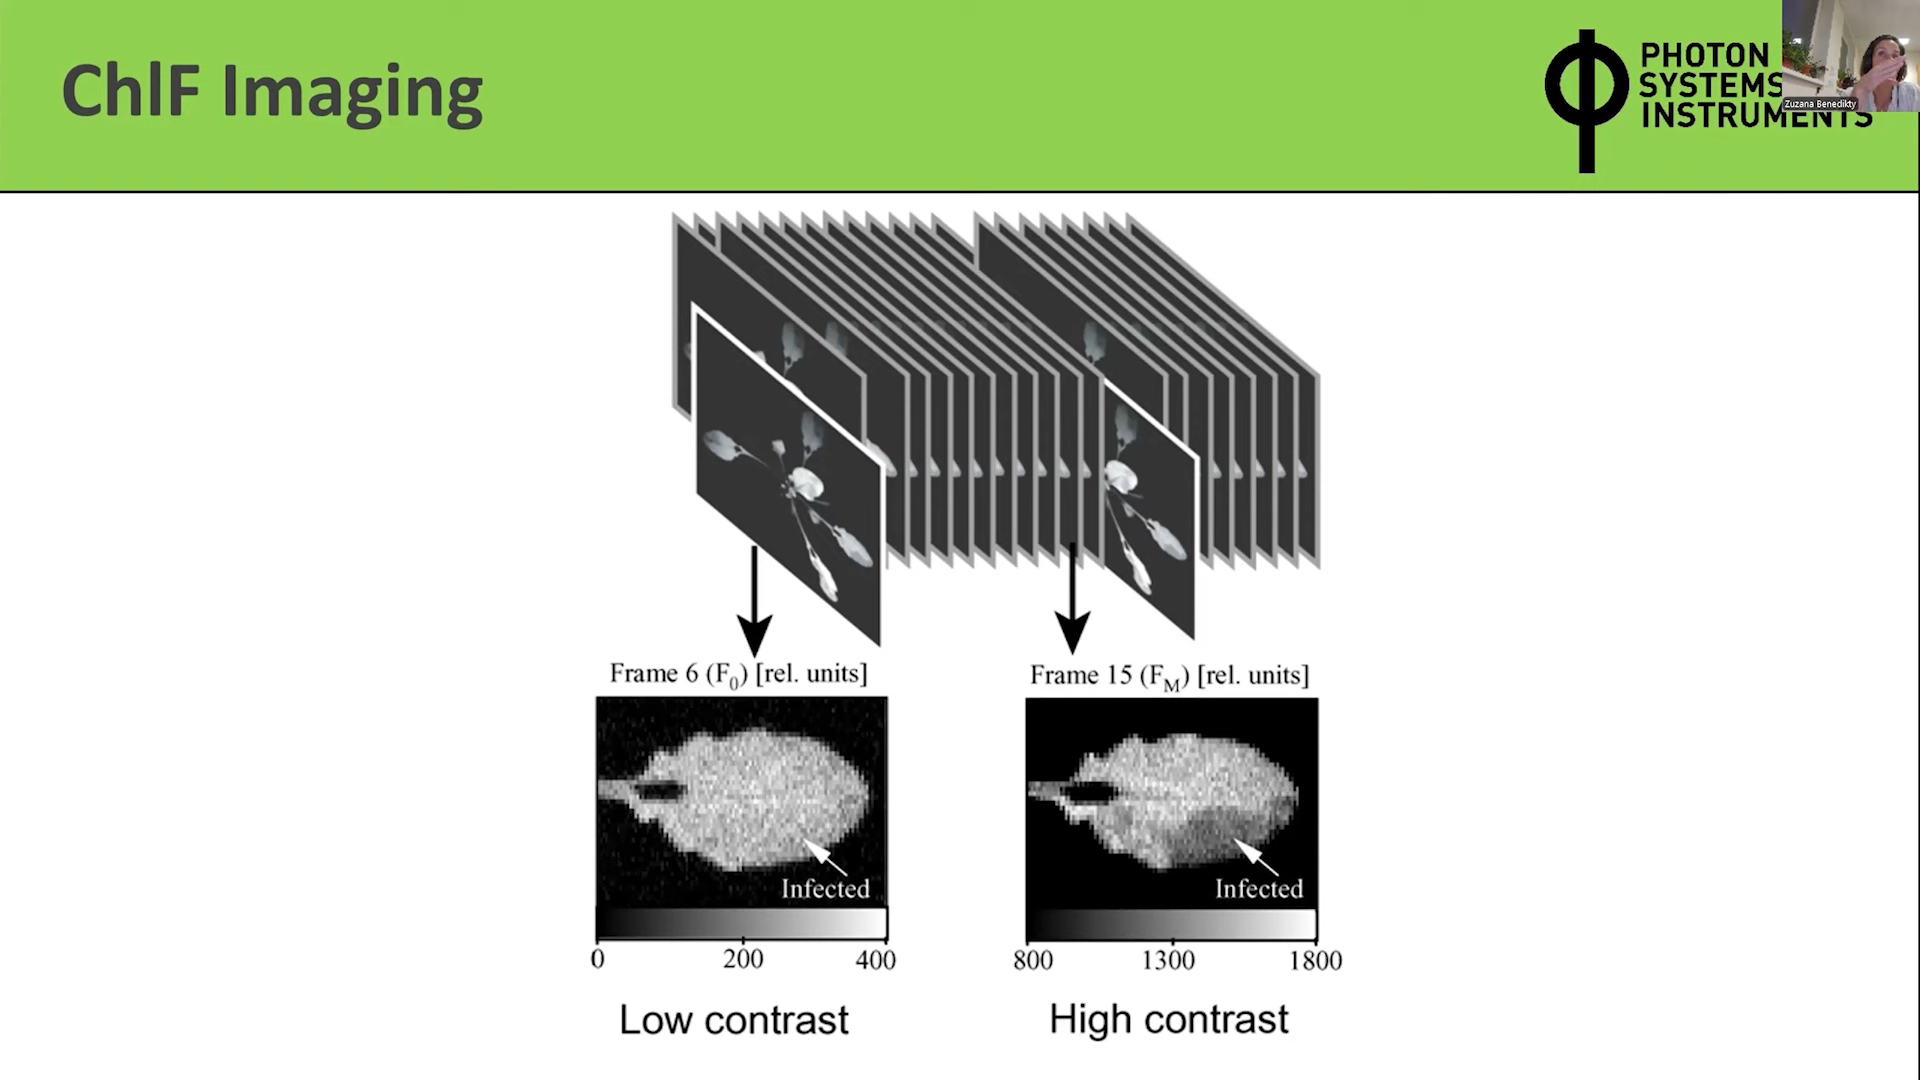 ChlF Imaging
PHOTON
SYSTEMS
INSTRUMENTS
Zuzana Benedikty
Frame 6 (F0) [rel. units]
Frame 15 (FM) [rel. units]
Infected
Infected
0 200 400
800 1300 1800
Low contrast
High contrast